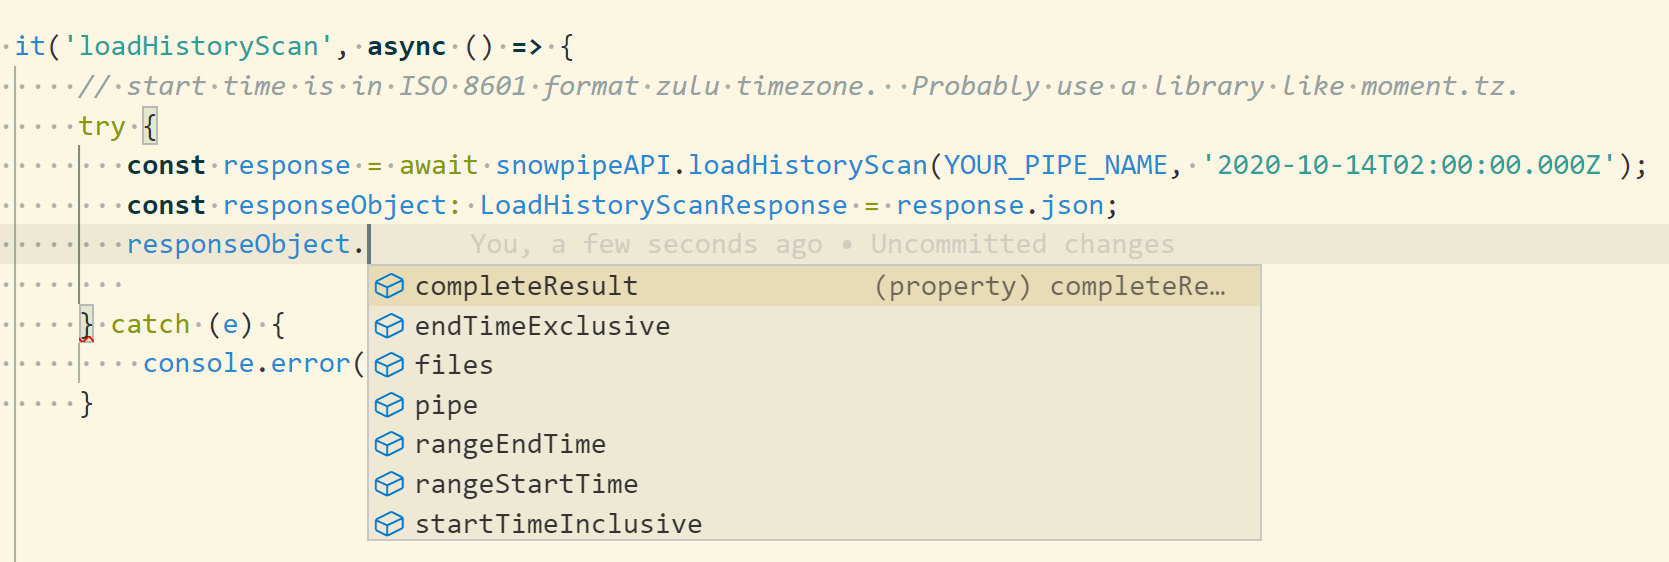 it('loadHistoryScan', async () => {
// start time is in ISO 8601 format zulu timezone.  Probably use a library like moment.tz.
try {
const response = await snowpipeAPI.loadHistoryScan(YOUR_PIPE_NAME, '2020-10-14T02:00:00.000Z');
const responseObject: LoadHistoryScanResponse = response.json;
responseObject. You, a few seconds ago • Uncommitted changes
completeResult (property) completeRe…
endTimeExclusive
} catch (e) {
files
console.error(
pipe
}
rangeEndTime
rangeStartTime
startTimeInclusive